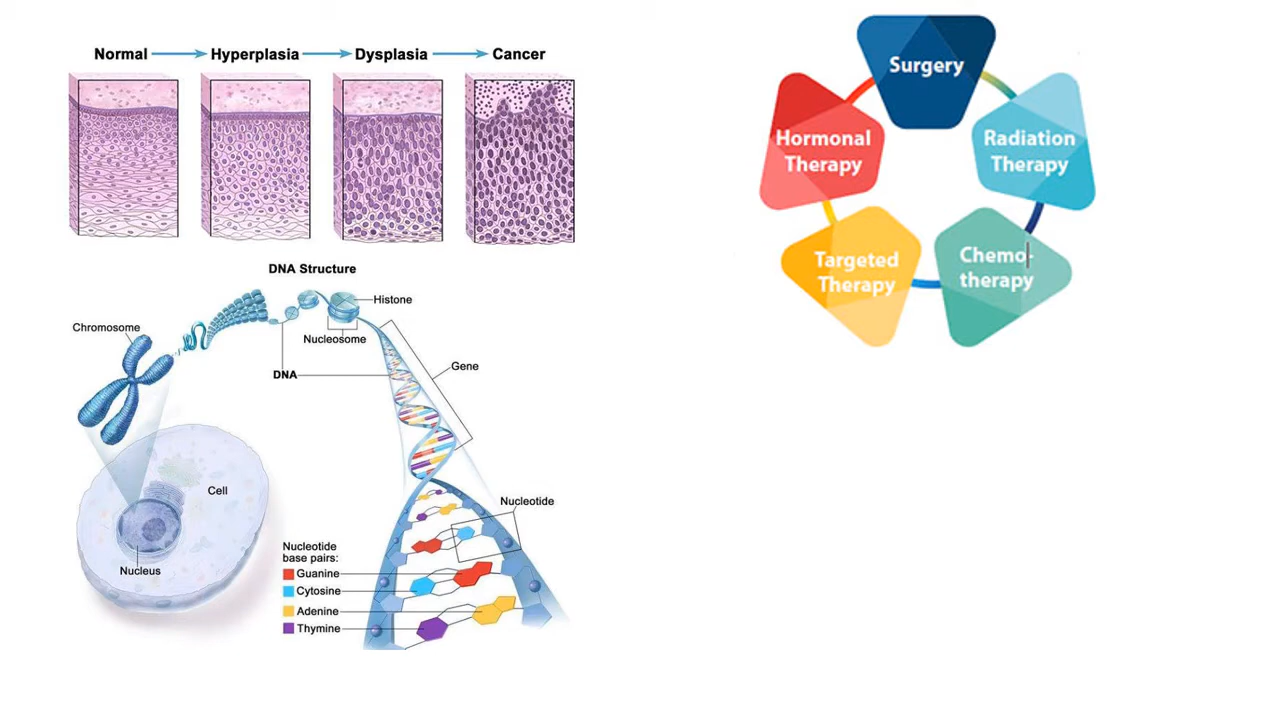 Normal
Hyperplasia
Dysplasia
Cancer
DNA Structure
Histone
Chromosome
Nucleosome
Gene
DNA
Cell
Nucleotide
Nucleus
Nucleotide
base pairs:
Guanine
Cytosine
Adenine
Thymine
Surgery
Hormonal
Therapy
Radiation
Therapy
Targeted
Therapy
Chemo-
therapy